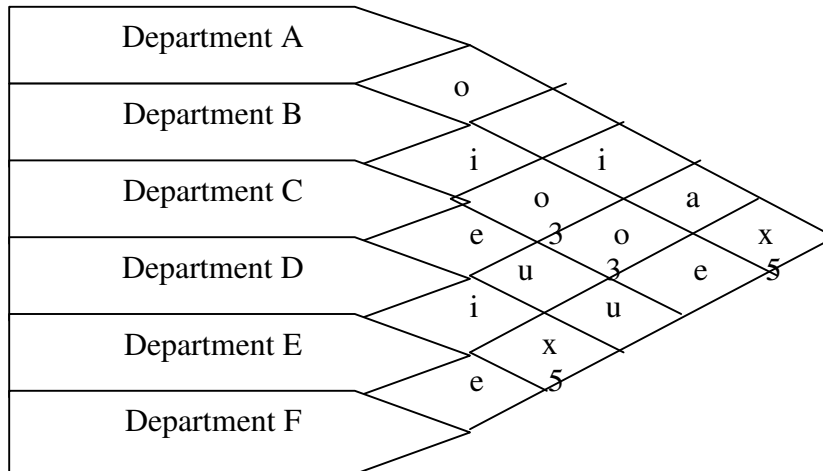 Department A
o
Department B
i i
Department C o a
e 3 o x
Department D u 3 e 5
i u
Department E x
e 5
Department F